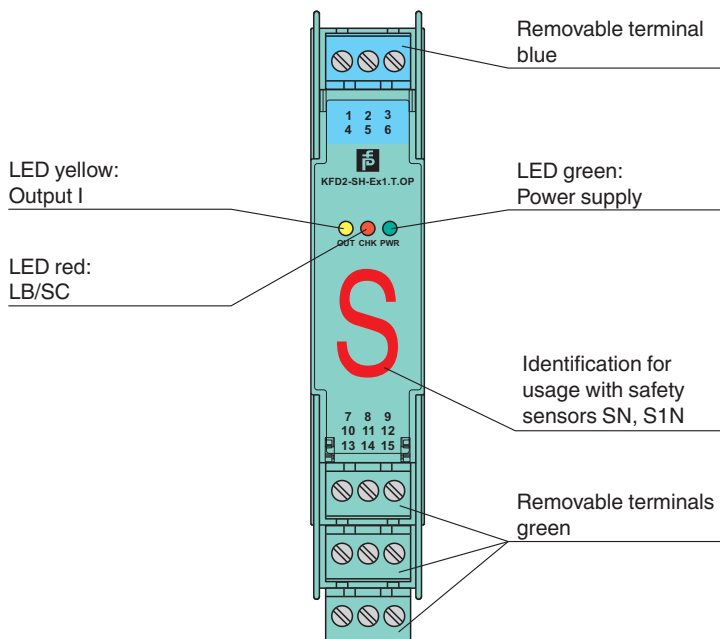 Removable terminal
blue
1 2 3
4 5 6
KFD2-SH-Ex1.T.OP
LED yellow:
Output I
LED green:
Power supply
OUT CHK PWR
LED red:
LB/SC
S
Identification for
usage with safety
sensors SN, S1N
7 8 9
10 11 12
13 14 15
Removable terminals
green